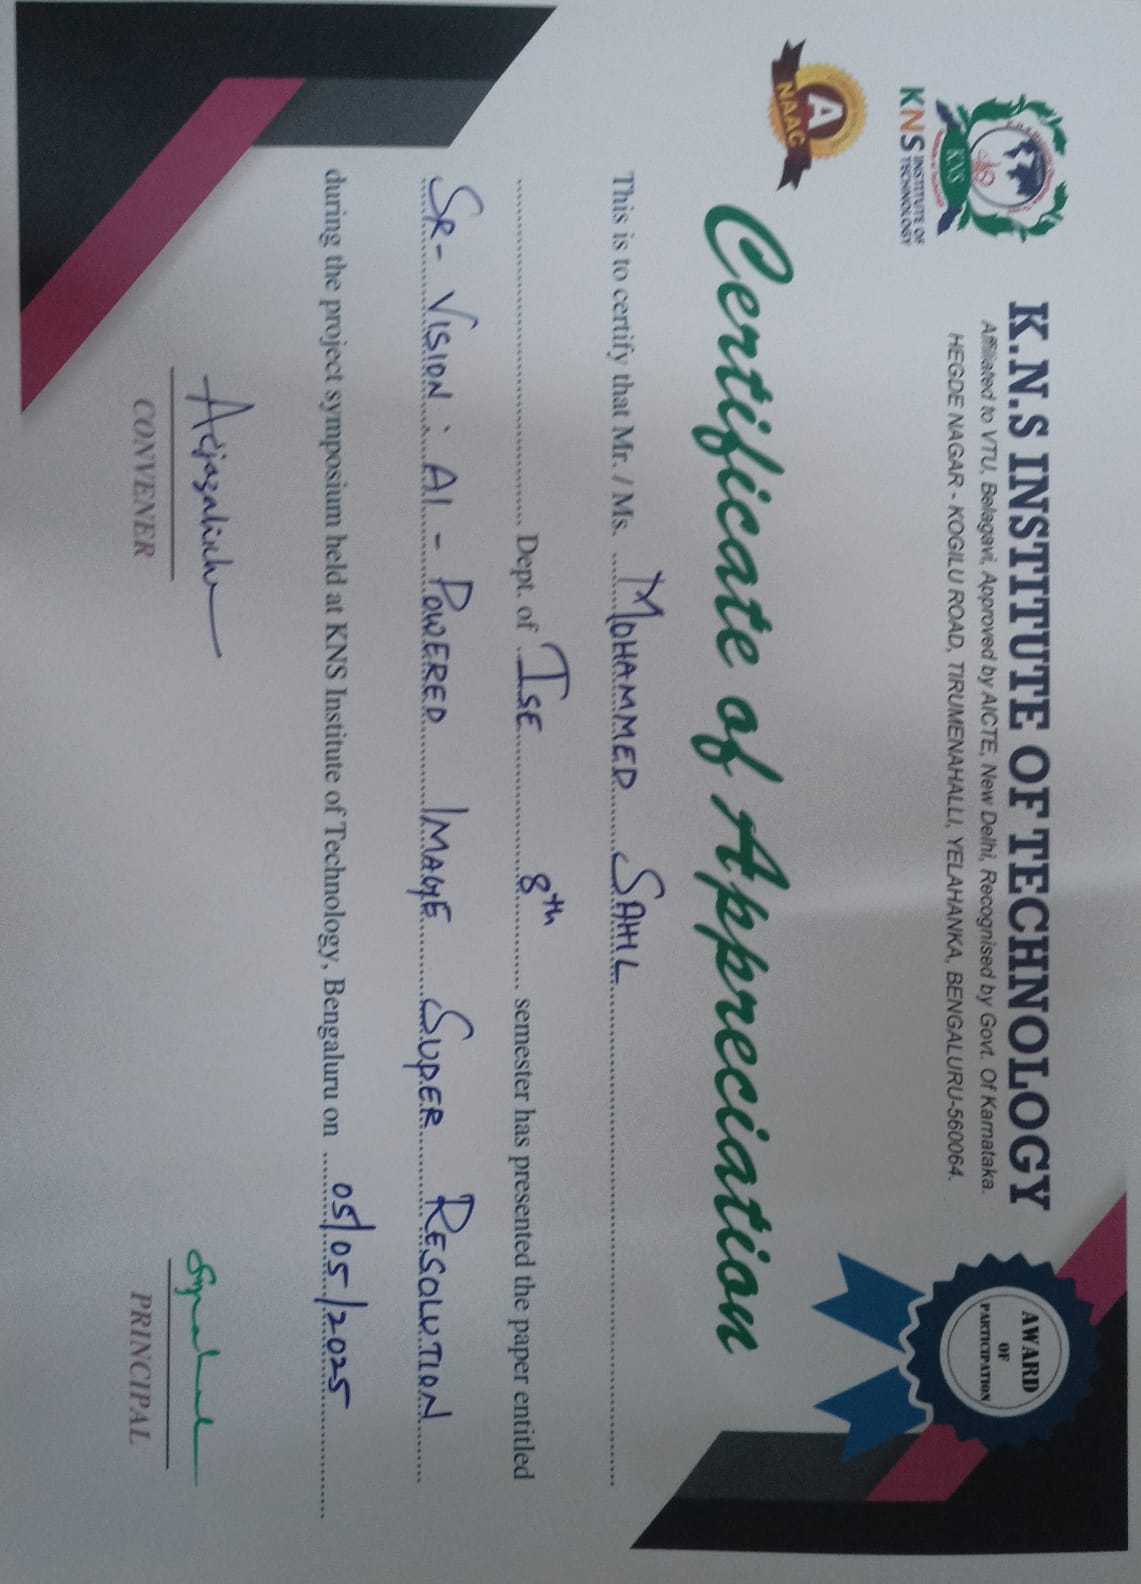 KNS
KNS INSTITUTE OF
TECHNOLOGY
K.N.S INSTITUTE OF TECHNOLOGY
Affiliated to VTU, Belagavi, Approved by AICTE, New Delhi, Recognised by Govt. Of Karnataka.
HEGDE NAGAR - KOGILU ROAD, TIRUMENAHALLI, YELAHANKA, BENGALURU-560064.
AWARD
OF
PARTICIPATION
A
NAAC
Certificate of Appreciation
This is to certify that Mr. / Ms. MOHAMMED SAHIL
Dept. of ISE 8th semester has presented the paper entitled
SR-VISION: AI-POWERED IMAGE SUPER RESOLUTION
during the project symposium held at KNS Institute of Technology, Bengaluru on 05/05/2025
CONVENER
PRINCIPAL